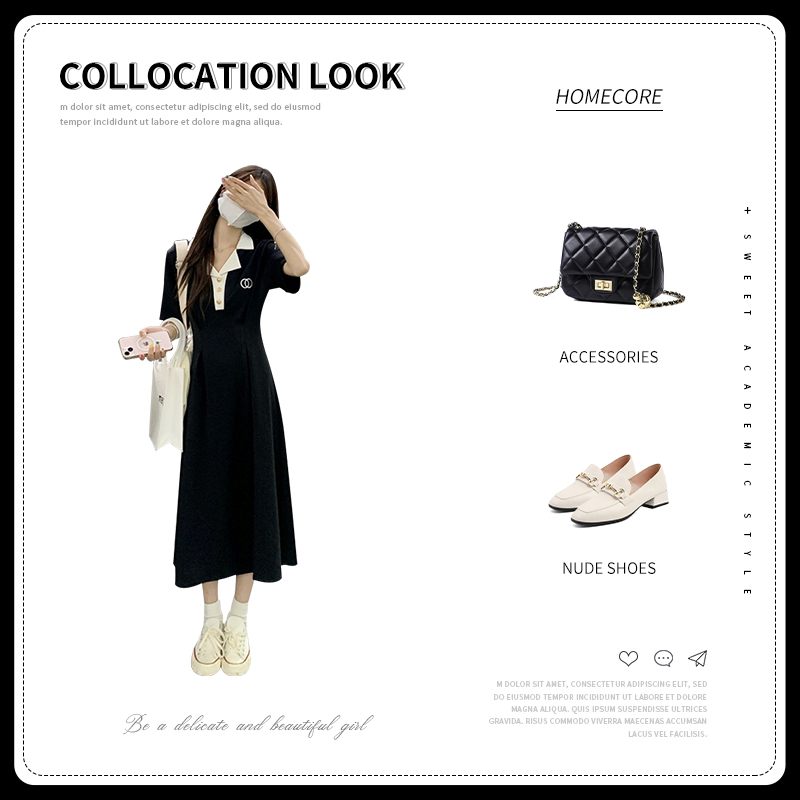 COLLOCATION LOOK
m dolor sit amet, consectetur adipiscing elit, sed do eiusmod
tempor incididunt ut labore et dolore magna aliqua.
HOMECORE
ACCESSORIES
+ SWEET ACADEMIC STYLE
NUDE SHOES
M DOLOR SIT AMET, CONSECTETUR ADIPISCING ELIT, SED
DO EIUSMOD TEMPOR INCIDIDUNT UT LABORE ET DOLORE
MAGNA ALIQUA. QUIS IPSUM SUSPENDISSE ULTRICES
GRAVIDA. RISUS COMMODO VIVERRA MAECENAS ACCUMSAN
LACUS VEL FACILISIS.
Be a delicate and beautiful girl